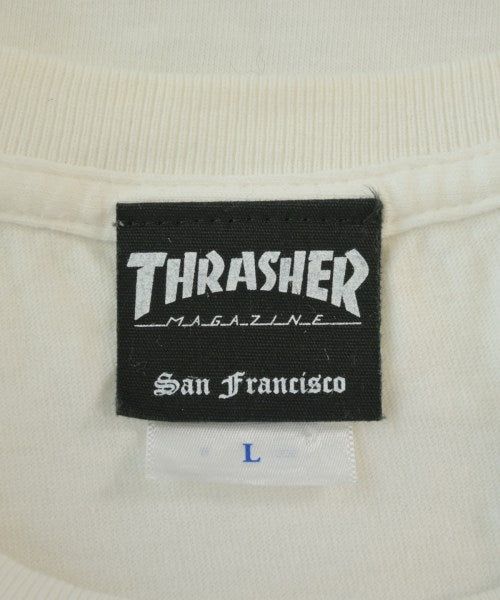 THRASHER
MAGAZINE
San Francisco
L